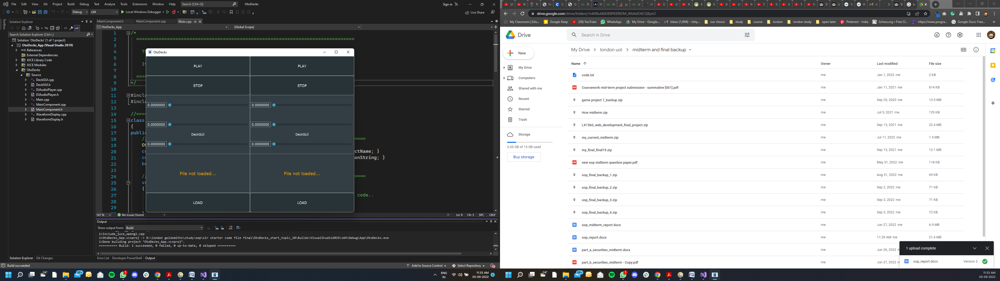 File Edit View Git Project Build Debug Test Analyze Tools Extensions Window Help Search (Ctrl+Q) OtoDecks Sign in
Debug x64 Local Windows Debugger Live Share
Toolbox
Solution Explorer
Search Solution Explorer (Ctrl+;)
Solution 'OtoDecks' (1 of 1 project)
OtoDecks_App (Visual Studio 2019)
References
External Dependencies
JUCE Library Code
JUCE Modules
OtoDecks
Source
DeckGUI.cpp
DeckGUI.h
DJAudioPlayer.cpp
DJAudioPlayer.h
Main.cpp
MainComponent.cpp
MainComponent.h
WaveformDisplay.cpp
WaveformDisplay.h
Solution Explorer Git Changes
MainComponent.h MainComponent.cpp Main.cpp
OtoDecks_App (Global Scope)
1 /*
2 ==============================================================================
3
4 Th
5
6 It
7
8 ====
9 */
10
11 #inclu
12 #inclu
13
14 //====
15 class
16 {
17 public
18 // ====
19 Ot
20 co ctName; }
21 co onString; }
22 bo
23
24 // ====
25 vo
26 {
27 code..
28
29
OtoDecks
PLAY PLAY
STOP STOP
0.0000000 0.0000000
0.0000000 0.0000000
DeckGUI DeckGUI
0.0000000 0.0000000
File not loaded... File not loaded...
LOAD LOAD
141 % No issues found Ln: 9 Ch: 3 SPC CRLF
Output
Show output from: Build
1>include_juce_opengl.cpp
1>OtoDecks_App.vcxproj -> D:\london goldsmiths\study\oop\sir starter code file final\OtoDecks_start_topic_10\Builds\VisualStudio2019\x64\Debug\App\OtoDecks.exe
1>Done building project "OtoDecks_App.vcxproj".
========== Build: 1 succeeded, 0 failed, 0 up-to-date, 0 skipped ==========
Error List Developer PowerShell Output
Build succeeded Add to Source Control Select Repository 1
24° 99+ 1 ENG IN 11:33 AM 05-09-2022 4
drive.google.com/drive/folders/1nKtf6u0k8J88PKEBIDM_WbKdO6CQ8ynO
My Classroom | Edu... Google Keep (58) YouTube WhatsApp My Drive - Google... Inbox (1,694) - rishy... our choice study course london london study open later Pinterest - India lichess.org • Free O... https://www.progra... Google Docs: Free...
Drive Search in Drive
New
My Drive
Computers
Shared with me
Recent
Starred
Trash
Storage
3.05 GB of 15 GB used
Buy storage
My Drive > london uol > midterm and final backup
Name Owner Last modified File size
code.txt me Jan 1, 2022 me 2 KB
Coursework mid-term project submission - summative [001].pdf me Jan 11, 2021 me 814 KB
game project 7_backup.zip me Sep 20, 2020 me 13.5 MB
Hcw midterm.zip me Jul 5, 2021 me 129 KB
LX1560_web_development_final_project.zip me Sep 13, 2021 me 32.4 MB
my_current_midterm.zip me Jul 11, 2022 me 1.5 MB
my_final_final15.zip me Sep 13, 2021 me 12.1 MB
new oop midterm question paper.pdf me May 31, 2022 me 118 KB
oop_final_backup_1.zip me Aug 31, 2022 me 69 KB
oop_final_backup_2.zip me Sep 2, 2022 me 71 KB
oop_final_backup_3.zip me Sep 3, 2022 me 71 KB
oop_final_backup_4.zip me Sep 3, 2022 me 72 KB
oop_midterm_report.docx me Jun 27, 2022 me 6.9 MB
oop_report.docx me 11:29 AM me 21.6 MB
part_a_securities_midterm.docx me Jun 26, 2022
part_b_securities_midterm - Copy.pdf me Jun 27, 2022
1 upload complete
oop_report.docx Version 3
24° 99+ 1 11:33 AM 05-09-2022